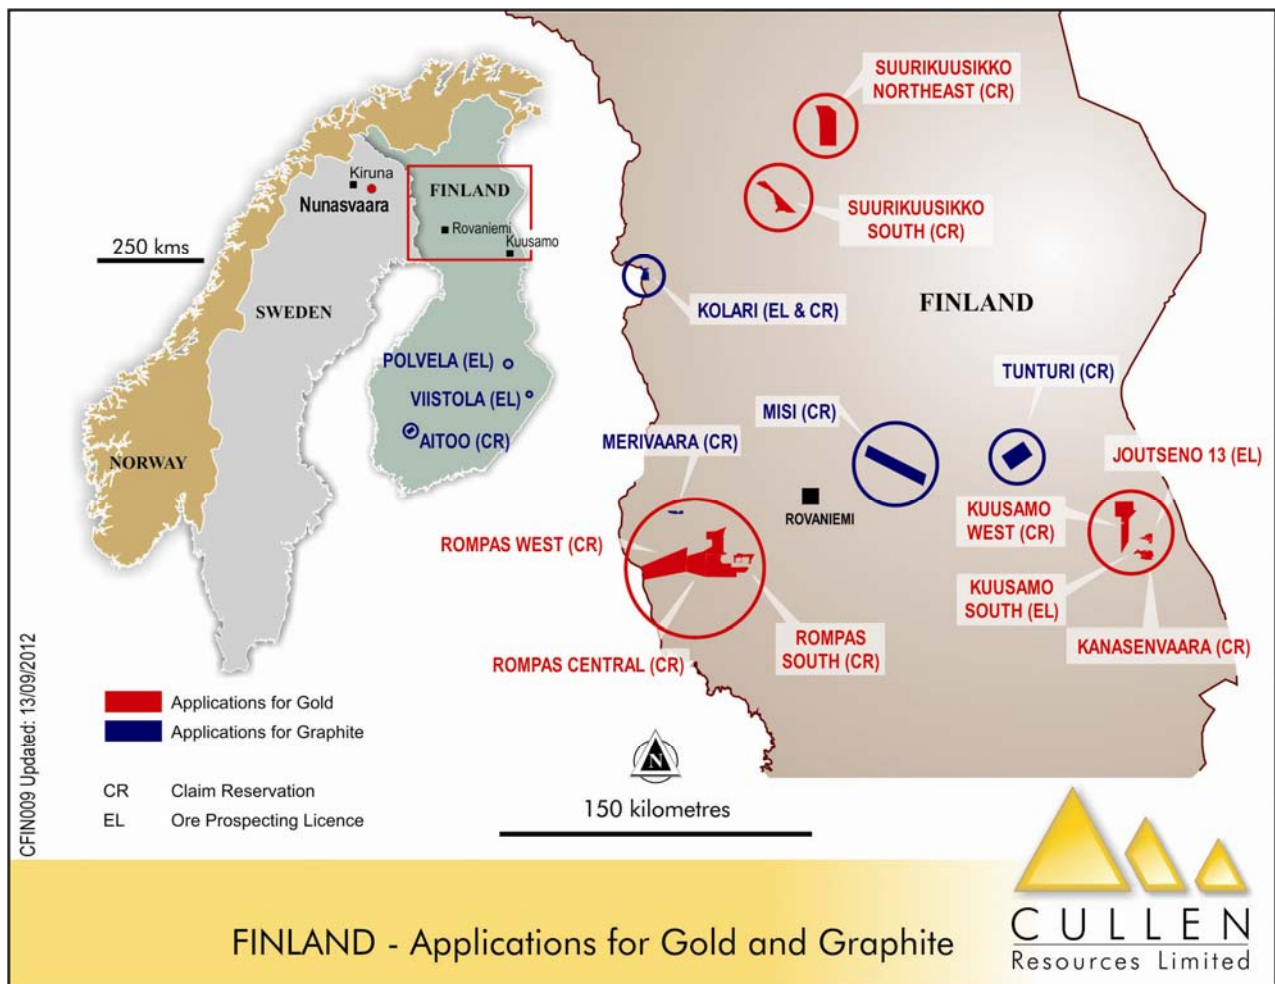 SUURIKUUSIKKO
NORTHEAST (CR)
Kiruna
Nunasvaara
FINLAND
Rovaniemi
Kuusamo
250 kms
SUURIKUUSIKKO
SOUTH (CR)
SWEDEN
KOLARI (EL & CR)
FINLAND
POLVELA (EL)
VIISTOLA (EL)
AITOO (CR)
TUNTURI (CR)
MISI (CR)
MERIVAARA (CR)
JOUTSENO 13 (EL)
NORWAY
ROVANIEMI
KUUSAMO
WEST (CR)
ROMPAS WEST (CR)
KUUSAMO
SOUTH (EL)
KANASENVAARA (CR)
ROMPAS
SOUTH (CR)
ROMPAS CENTRAL (CR)
Applications for Gold
Applications for Graphite
CR Claim Reservation
EL Ore Prospecting Licence
N
150 kilometres
CFIN009 Updated: 13/09/2012
FINLAND - Applications for Gold and Graphite
CULLEN
Resources Limited